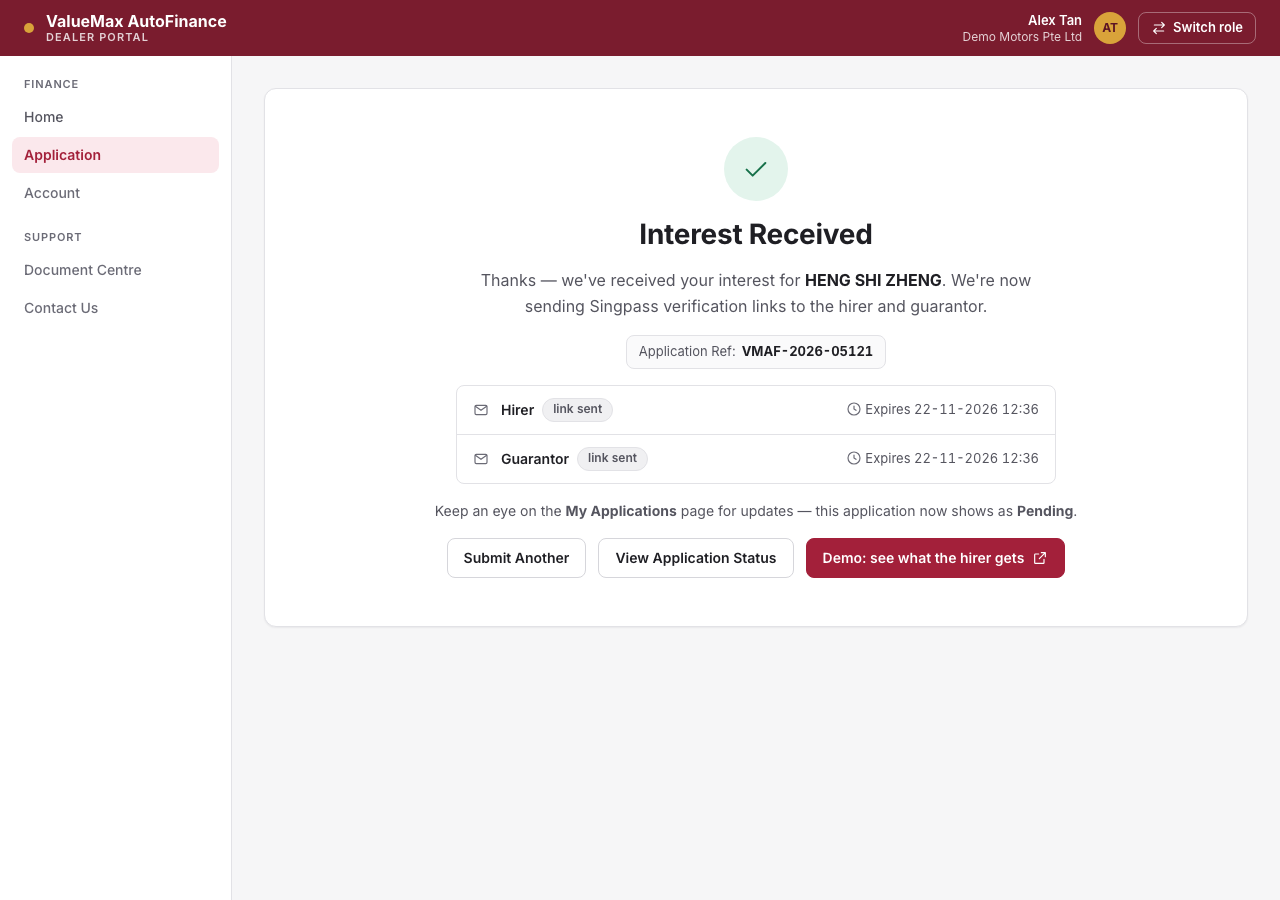 ValueMax AutoFinance
DEALER PORTAL
Alex Tan
Demo Motors Pte Ltd
AT
Switch role
FINANCE
Home
Application
Account
SUPPORT
Document Centre
Contact Us
Interest Received
Thanks — we've received your interest for HENG SHI ZHENG. We're now
sending Singpass verification links to the hirer and guarantor.
Application Ref: VMAF-2026-05121
Hirer link sent Expires 22-11-2026 12:36
Guarantor link sent Expires 22-11-2026 12:36
Keep an eye on the My Applications page for updates — this application now shows as Pending.
Submit Another
View Application Status
Demo: see what the hirer gets